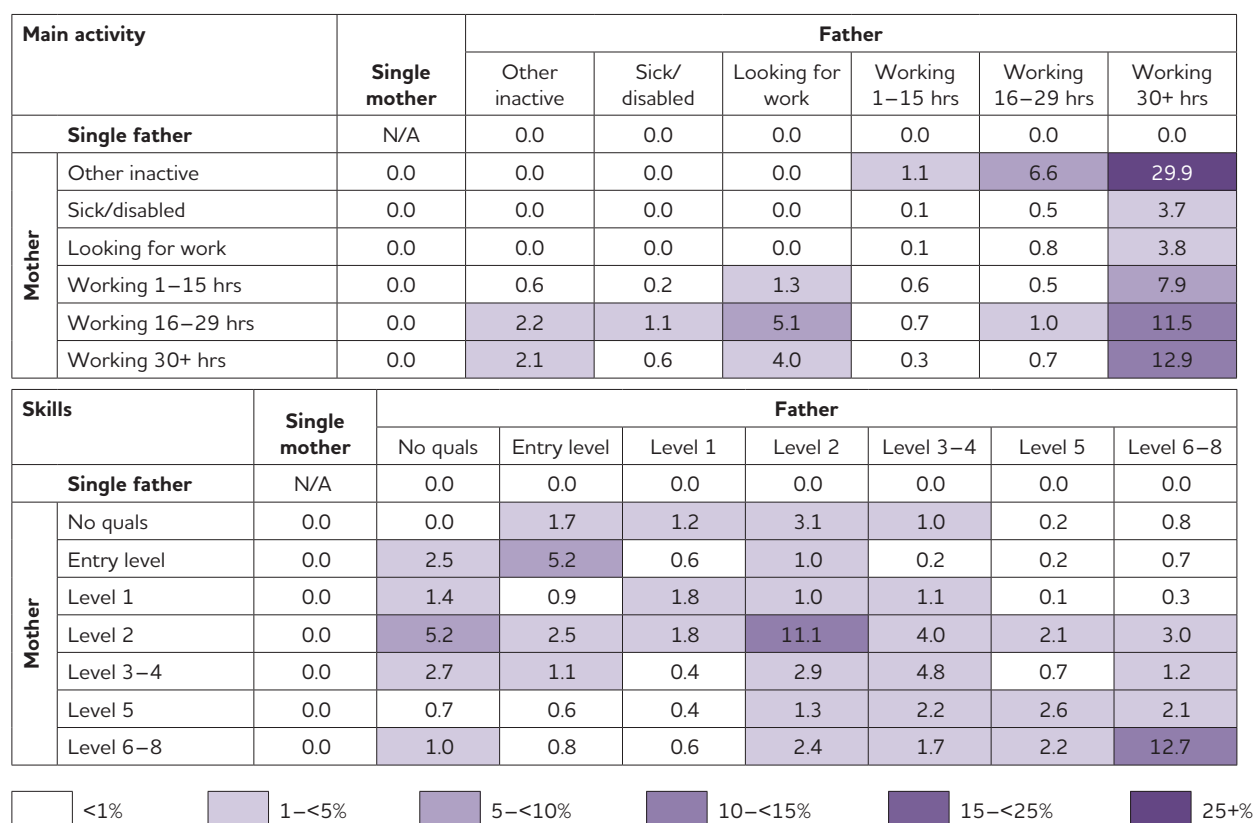 Main activity Single mother Father
Other inactive Sick/ disabled Looking for work Working 1–15 hrs Working 16–29 hrs Working 30+ hrs
Single father N/A 0.0 0.0 0.0 0.0 0.0 0.0
Mother
Other inactive 0.0 0.0 0.0 0.0 1.1 6.6 29.9
Sick/disabled 0.0 0.0 0.0 0.0 0.1 0.5 3.7
Looking for work 0.0 0.0 0.0 0.0 0.1 0.8 3.8
Working 1–15 hrs 0.0 0.6 0.2 1.3 0.6 0.5 7.9
Working 16–29 hrs 0.0 2.2 1.1 5.1 0.7 1.0 11.5
Working 30+ hrs 0.0 2.1 0.6 4.0 0.3 0.7 12.9
Skills Single mother Father
No quals Entry level Level 1 Level 2 Level 3–4 Level 5 Level 6–8
Single father N/A 0.0 0.0 0.0 0.0 0.0 0.0 0.0
Mother
No quals 0.0 0.0 1.7 1.2 3.1 1.0 0.2 0.8
Entry level 0.0 2.5 5.2 0.6 1.0 0.2 0.2 0.7
Level 1 0.0 1.4 0.9 1.8 1.0 1.1 0.1 0.3
Level 2 0.0 5.2 2.5 1.8 11.1 4.0 2.1 3.0
Level 3–4 0.0 2.7 1.1 0.4 2.9 4.8 0.7 1.2
Level 5 0.0 0.7 0.6 0.4 1.3 2.2 2.6 2.1
Level 6–8 0.0 1.0 0.8 0.6 2.4 1.7 2.2 12.7
<1% 1–<5% 5–<10% 10–<15% 15–<25% 25+%